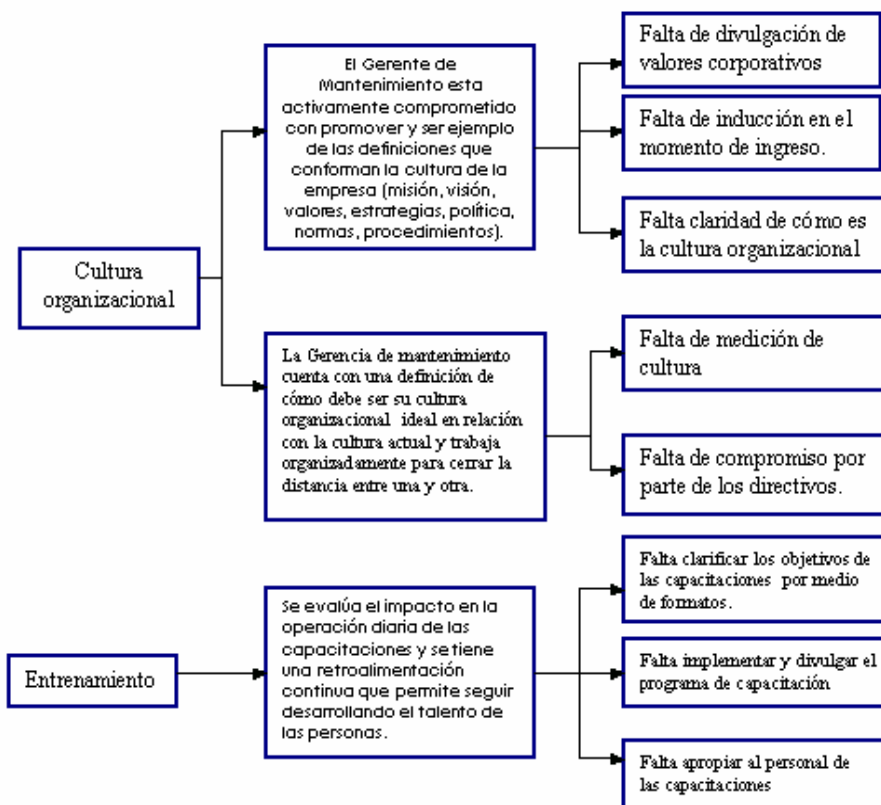 Cultura
organizacional
El Gerente de
Mantenimiento esta
activamente comprometido
con promover y ser ejemplo
de las definiciones que
conforman la cultura de la
empresa (misión, visión,
valores, estrategias, política,
normas, procedimientos).
Falta de divulgación de
valores corporativos
Falta de inducción en el
momento de ingreso.
Falta claridad de cómo es
la cultura organizacional
La Gerencia de mantenimiento
cuenta con una definición de
cómo debe ser su cultura
organizacional ideal en relación
con la cultura actual y trabaja
organizadamente para cerrar la
distancia entre una y otra.
Falta de medición de
cultura
Falta de compromiso por
parte de los directivos.
Entrenamiento
Se evalúa el impacto en la
operación diaria de las
capacitaciones y se tiene
una retroalimentación
continua que permite seguir
desarrollando el talento de
las personas.
Falta clarificar los objetivos de
las capacitaciones por medio
de formatos.
Falta implementar y divulgar el
programa de capacitación
Falta apropiar al personal de
las capacitaciones